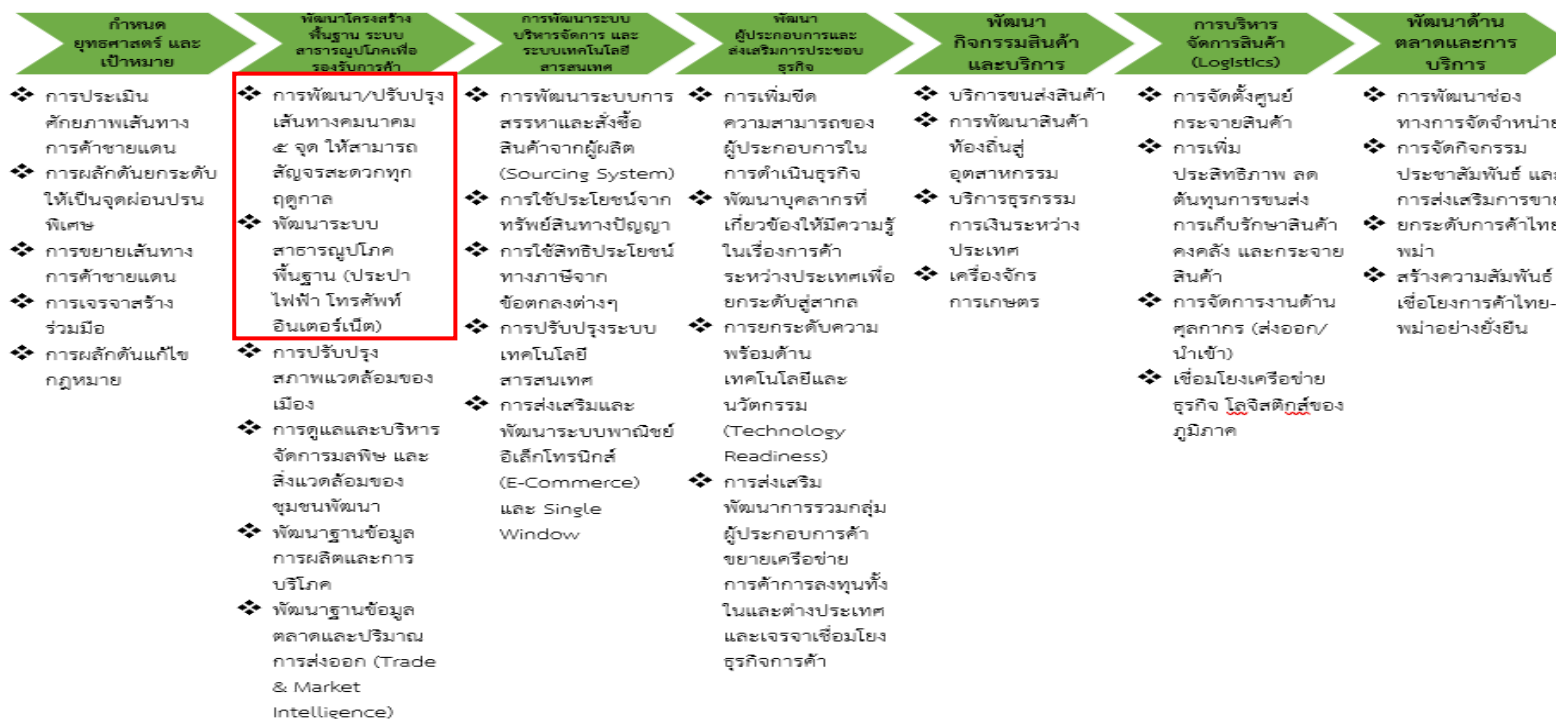 กำหนด
ยุทธศาสตร์ และ
เป้าหมาย
พัฒนาโครงสร้าง
พื้นฐาน ระบบ
สาธารณูปโภคเพื่อ
รองรับการค้า
การพัฒนาระบบ
บริหารจัดการ และ
ระบบเทคโนโลยี
สารสนเทศ
พัฒนา
ผู้ประกอบการและ
ส่งเสริมการประชอบ
ธุรกิจ
พัฒนา
กิจกรรมสินค้า
และบริการ
การบริหาร
จัดการสินค้า
(Logistics)
พัฒนาด้าน
ตลาดและการ
บริการ
❖ การประเมิน
ศักยภาพเส้นทาง
การค้าชายแดน
❖ การผลักดันยกระดับ
ให้เป็นจุดผ่อนปรน
พิเศษ
❖ การขยายเส้นทาง
การค้าชายแดน
❖ การเจรจาสร้าง
ร่วมมือ
❖ การผลักดันแก้ไข
กฎหมาย
❖ การพัฒนา/ปรับปรุง
เส้นทางคมนาคม
๕ จุด ให้สามารถ
สัญจรสะดวกทุก
ฤดูกาล
❖ พัฒนาระบบ
สาธารณูปโภค
พื้นฐาน (ประปา
ไฟฟ้า โทรศัพท์
อินเตอร์เน็ต)
❖ การปรับปรุง
สภาพแวดล้อมของ
เมือง
❖ การดูแลและบริหาร
จัดการมลพิษ และ
สิ่งแวดล้อมของ
ชุมชนพัฒนา
❖ พัฒนาฐานข้อมูล
การผลิตและการ
บริโภค
❖ พัฒนาฐานข้อมูล
ตลาดและปริมาณ
การส่งออก (Trade
& Market
Intelligence)
❖ การพัฒนาระบบการ
สรรหาและสั่งซื้อ
สินค้าจากผู้ผลิต
(Sourcing System)
❖ การใช้ประโยชน์จาก
ทรัพย์สินทางปัญญา
❖ การใช้สิทธิประโยชน์
ทางภาษีจาก
ข้อตกลงต่างๆ
❖ การปรับปรุงระบบ
เทคโนโลยี
สารสนเทศ
❖ การส่งเสริมและ
พัฒนาระบบพาณิชย์
อิเล็กโทรนิกส์
(E-Commerce)
และ Single
Window
❖ การเพิ่มขีด
ความสามารถของ
ผู้ประกอบการใน
การดำเนินธุรกิจ
❖ พัฒนาบุคลากรที่
เกี่ยวข้องให้มีความรู้
ในเรื่องการค้า
ระหว่างประเทศเพื่อ
ยกระดับสู่สากล
❖ การยกระดับความ
พร้อมด้าน
เทคโนโลยีและ
นวัตกรรม
(Technology
Readiness)
❖ การส่งเสริม
พัฒนาการรวมกลุ่ม
ผู้ประกอบการค้า
ขยายเครือข่าย
การค้าการลงทุนทั้ง
ในและต่างประเทศ
และเจรจาเชื่อมโยง
ธุรกิจการค้า
❖ บริการขนส่งสินค้า
❖ การพัฒนาสินค้า
ท้องถิ่นสู่
อุตสาหกรรม
❖ บริการธุรกรรม
การเงินระหว่าง
ประเทศ
❖ เครื่องจักร
การเกษตร
❖ การจัดตั้งศูนย์
กระจายสินค้า
❖ การเพิ่ม
ประสิทธิภาพ ลด
ต้นทุนการขนส่ง
การเก็บรักษาสินค้า
คงคลัง และกระจาย
สินค้า
❖ การจัดการงานด้าน
ศุลกากร (ส่งออก/
นำเข้า)
❖ เชื่อมโยงเครือข่าย
ธุรกิจ โลจิสติกส์ของ
ภูมิภาค
❖ การพัฒนาช่อง
ทางการจัดจำหน่าย
❖ การจัดกิจกรรม
ประชาสัมพันธ์ และ
การส่งเสริมการขาย
❖ ยกระดับการค้าไทย
พม่า
❖ สร้างความสัมพันธ์
เชื่อโยงการค้าไทย-
พม่าอย่างยั่งยืน